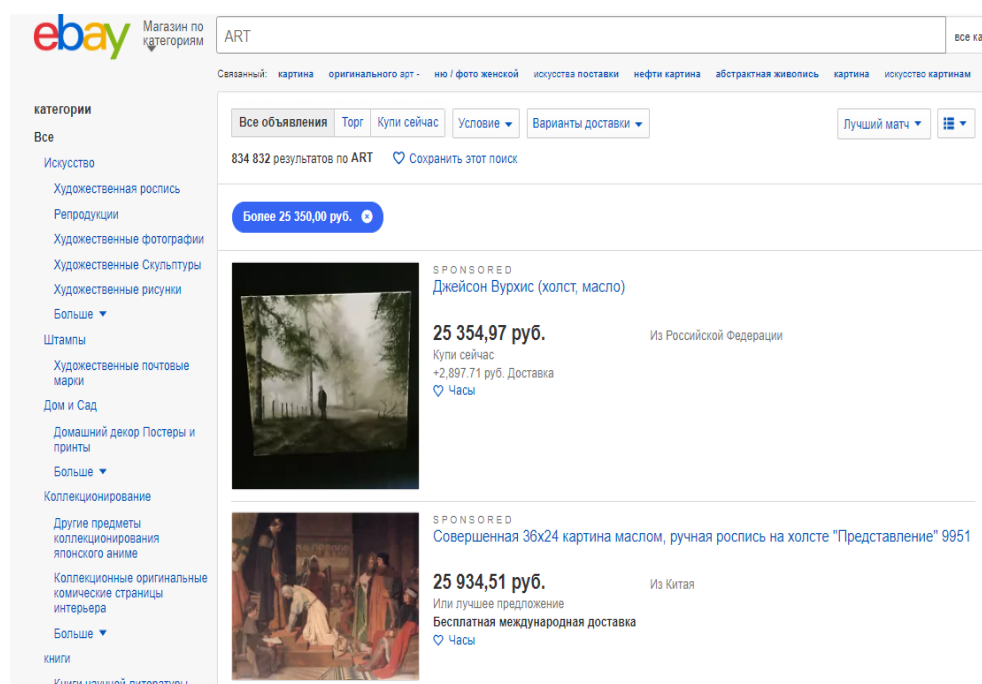 ebay
Магазин по
категориям
ART
все ка
Связанный: картина оригинального арт - ню / фото женской искусства поставки нефти картина абстрактная живопись картина искусство картинам
категории
Все
Искусство
Художественная роспись
Репродукции
Художественные фотографии
Художественные Скульптуры
Художественные рисунки
Больше
Штампы
Художественные почтовые
марки
Дом и Сад
Домашний декор Постеры и
принты
Больше
Коллекционирование
Другие предметы
коллекционирования
японского аниме
Коллекционные оригинальные
комические страницы
интерьера
Больше
книги
Книги научной литературы
Все объявления Торг Купи сейчас Условие Варианты доставки Лучший матч
834 832 результатов по ART Сохранить этот поиск
Более 25 350,00 руб.
SPONSORED
Джейсон Вурхис (холст, масло)
25 354,97 руб. Из Российской Федерации
Купи сейчас
+2,897.71 руб. Доставка
Часы
SPONSORED
Совершенная 36x24 картина маслом, ручная роспись на холсте "Представление" 9951
25 934,51 руб. Из Китая
Или лучшее предложение
Бесплатная международная доставка
Часы